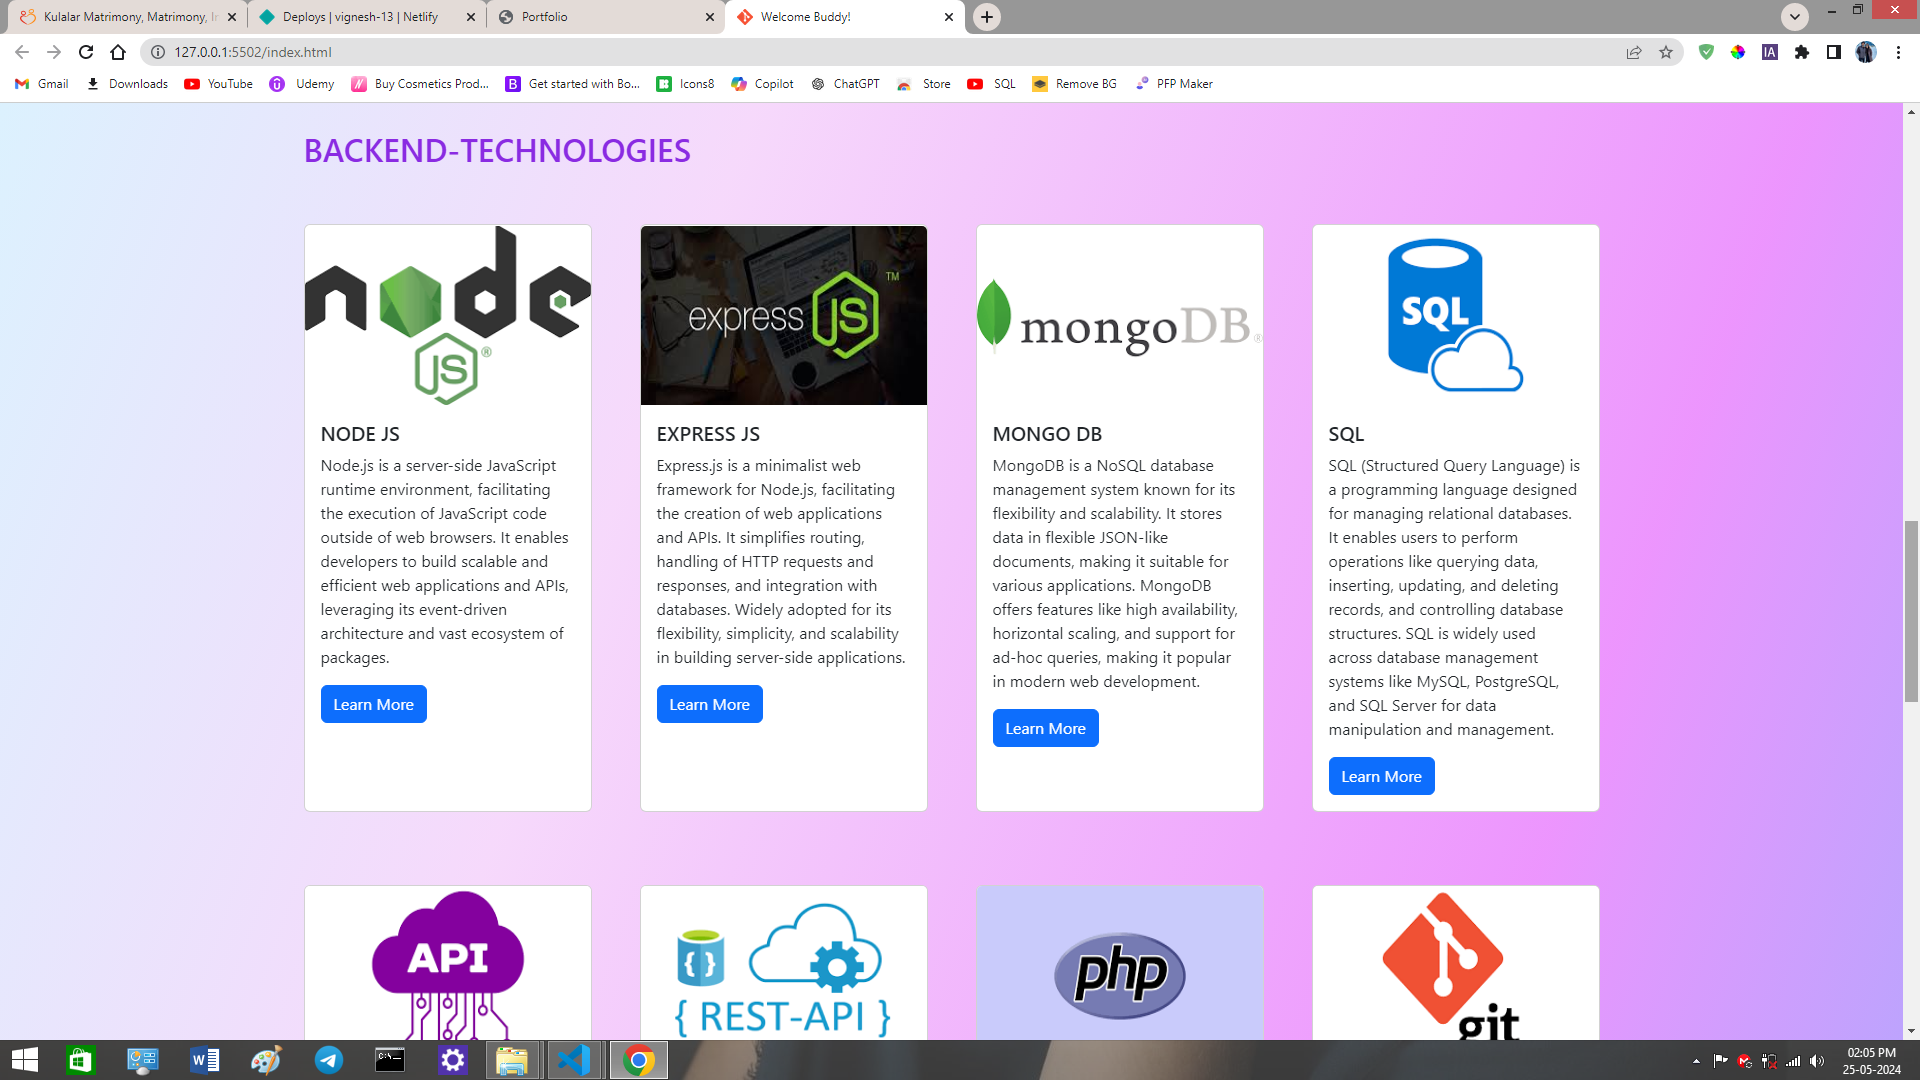 Kulalar Matrimony, Matrimony, In
Deploys | vignesh-13 | Netlify
Portfolio
Welcome Buddy!
127.0.0.1:5502/index.html
IA
Gmail
Downloads
YouTube
Udemy
Buy Cosmetics Prod...
Get started with Bo...
Icons8
Copilot
ChatGPT
Store
SQL
Remove BG
PFP Maker
BACKEND-TECHNOLOGIES
node
JS®
NODE JS
Node.js is a server-side JavaScript
runtime environment, facilitating
the execution of JavaScript code
outside of web browsers. It enables
developers to build scalable and
efficient web applications and APIs,
leveraging its event-driven
architecture and vast ecosystem of
packages.
Learn More
express JS TM
EXPRESS JS
Express.js is a minimalist web
framework for Node.js, facilitating
the creation of web applications
and APIs. It simplifies routing,
handling of HTTP requests and
responses, and integration with
databases. Widely adopted for its
flexibility, simplicity, and scalability
in building server-side applications.
Learn More
mongoDB®
MONGO DB
MongoDB is a NoSQL database
management system known for its
flexibility and scalability. It stores
data in flexible JSON-like
documents, making it suitable for
various applications. MongoDB
offers features like high availability,
horizontal scaling, and support for
ad-hoc queries, making it popular
in modern web development.
Learn More
SQL
SQL
SQL (Structured Query Language) is
a programming language designed
for managing relational databases.
It enables users to perform
operations like querying data,
inserting, updating, and deleting
records, and controlling database
structures. SQL is widely used
across database management
systems like MySQL, PostgreSQL,
and SQL Server for data
manipulation and management.
Learn More
API
{ }
{ REST-API }
php
git
02:05 PM
25-05-2024